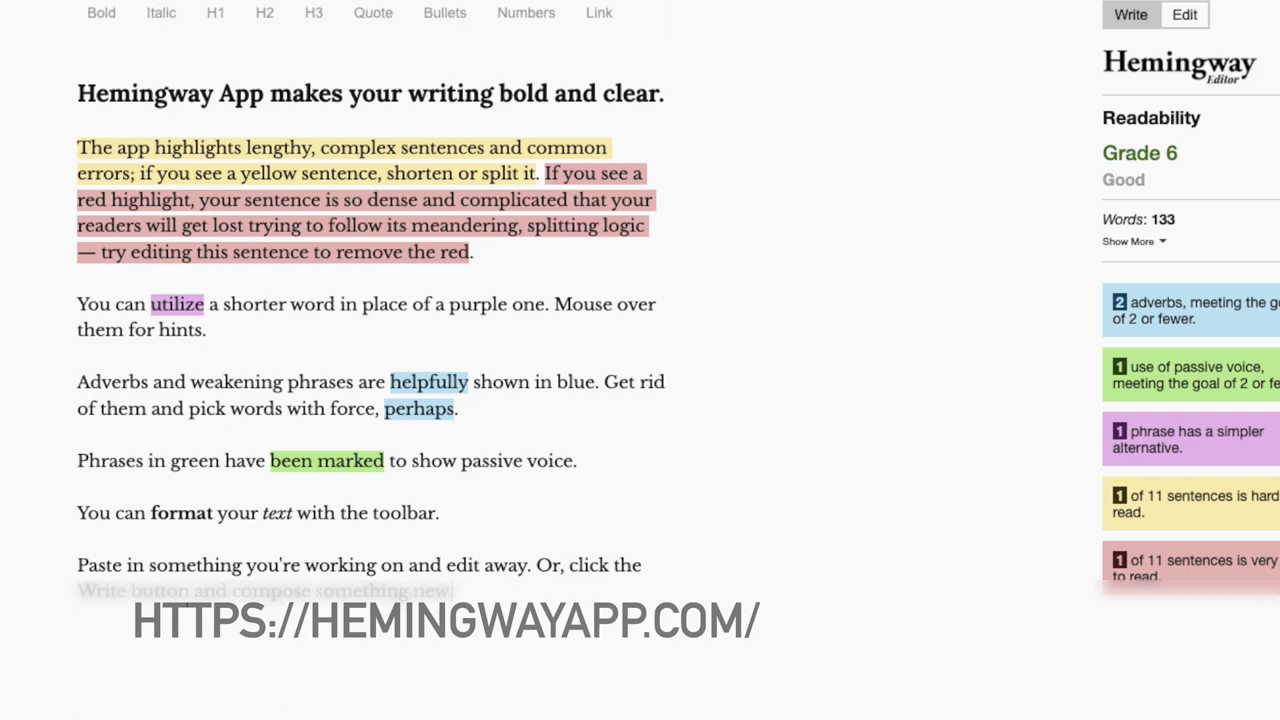 Bold Italic H1 H2 H3 Quote Bullets Numbers Link
Write Edit
Hemingway App makes your writing bold and clear.
The app highlights lengthy, complex sentences and common
errors; if you see a yellow sentence, shorten or split it. If you see a
red highlight, your sentence is so dense and complicated that your
readers will get lost trying to follow its meandering, splitting logic
— try editing this sentence to remove the red.
You can utilize a shorter word in place of a purple one. Mouse over
them for hints.
Adverbs and weakening phrases are helpfully shown in blue. Get rid
of them and pick words with force, perhaps.
Phrases in green have been marked to show passive voice.
You can format your text with the toolbar.
Paste in something you're working on and edit away. Or, click the
Write button and compose something new.
HTTPS://HEMINGWAYAPP.COM/
Hemingway
Editor
Readability
Grade 6
Good
Words: 133
Show More
2 adverbs, meeting the
of 2 or fewer.
1 use of passive voice,
meeting the goal of 2 or
1 phrase has a simpler
alternative.
1 of 11 sentences is hard
read.
1 of 11 sentences is very
to read.